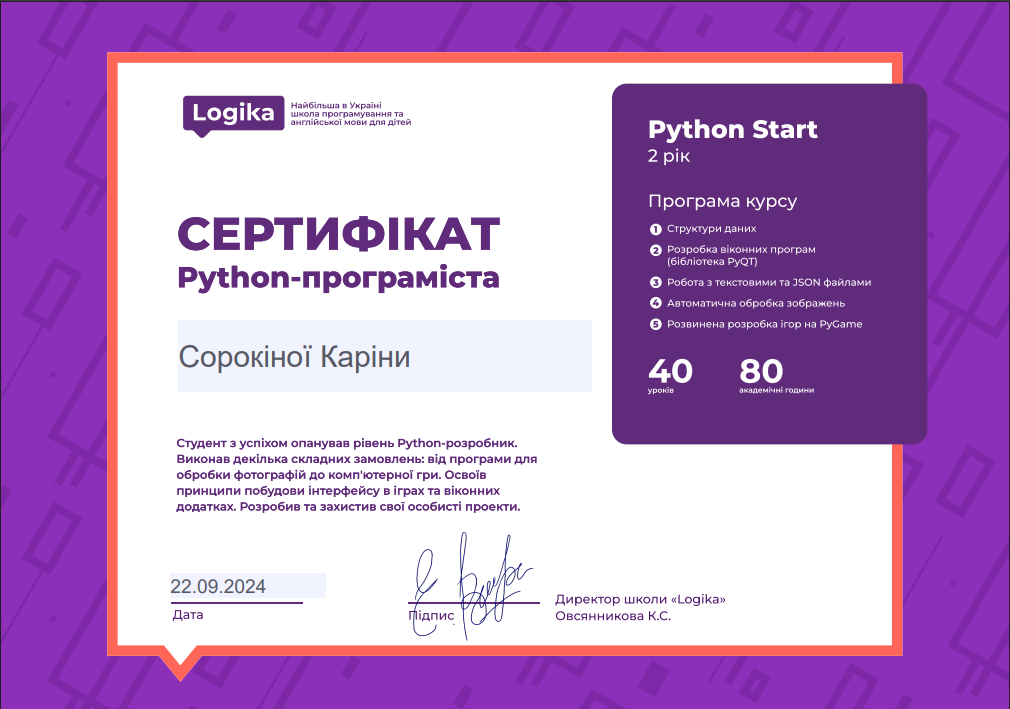 Logika
Найбільша в Україні
школа програмування та
англійської мови для дітей
СЕРТИФІКАТ
Python-програміста
Сорокіної Каріни
Студент з успіхом опанував рівень Python-розробник.
Виконав декілька складних замовлень: від програми для
обробки фотографій до комп'ютерної гри. Освоїв
принципи побудови інтерфейсу в іграх та віконних
додатках. Розробив та захистив свої особисті проекти.
22.09.2024
Дата
Підпис
Директор школи «Logika»
Овсянникова К.С.
Python Start
2 рік
Програма курсу
1 Структури даних
2 Розробка віконних програм
(бібліотека PyQT)
3 Робота з текстовими та JSON файлами
4 Автоматична обробка зображень
5 Розвинена розробка ігор на PyGame
40 80
уроків академічні години